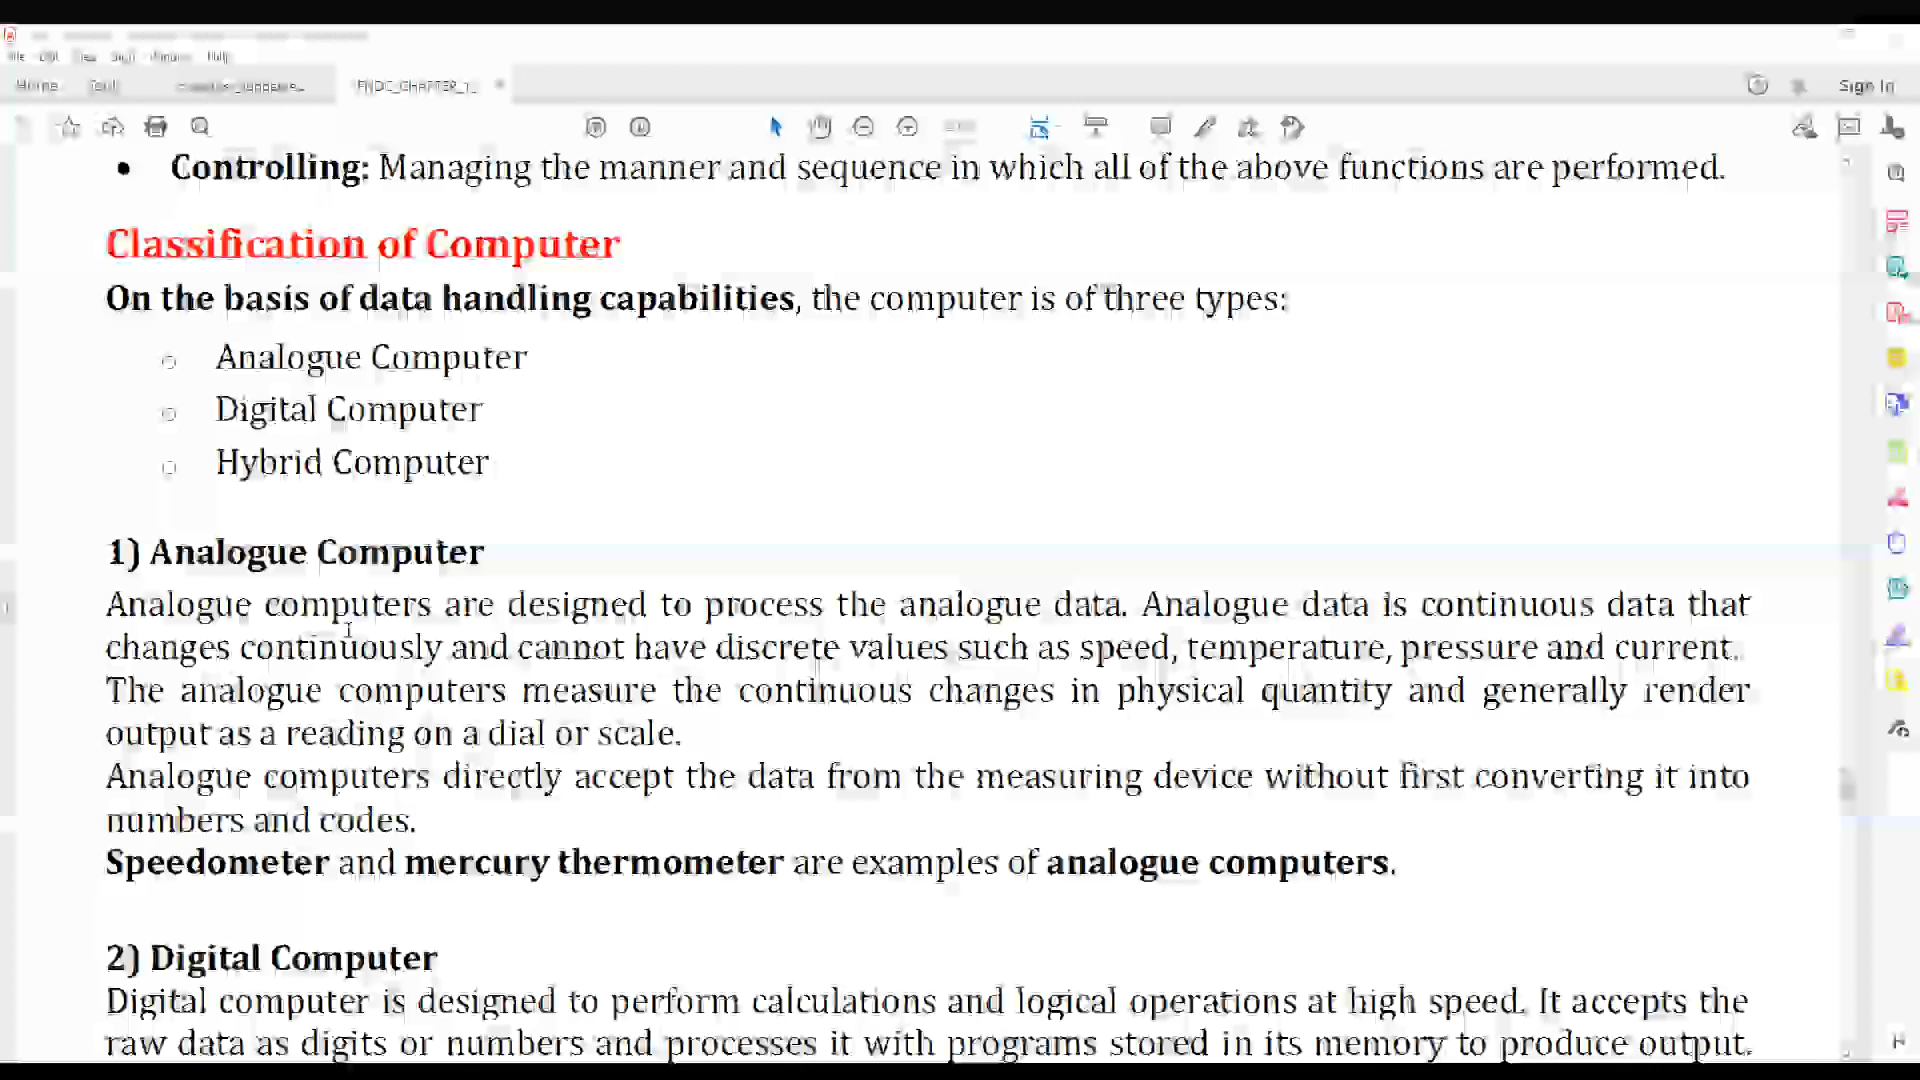 Home
FNDC_CHAPTER_1_
Sign In
• Controlling: Managing the manner and sequence in which all of the above functions are performed.
Classification of Computer
On the basis of data handling capabilities, the computer is of three types:
○ Analogue Computer
○ Digital Computer
○ Hybrid Computer
1) Analogue Computer
Analogue computers are designed to process the analogue data. Analogue data is continuous data that
changes continuously and cannot have discrete values such as speed, temperature, pressure and current.
The analogue computers measure the continuous changes in physical quantity and generally render
output as a reading on a dial or scale.
Analogue computers directly accept the data from the measuring device without first converting it into
numbers and codes.
Speedometer and mercury thermometer are examples of analogue computers.
2) Digital Computer
Digital computer is designed to perform calculations and logical operations at high speed. It accepts the
raw data as digits or numbers and processes it with programs stored in its memory to produce output.